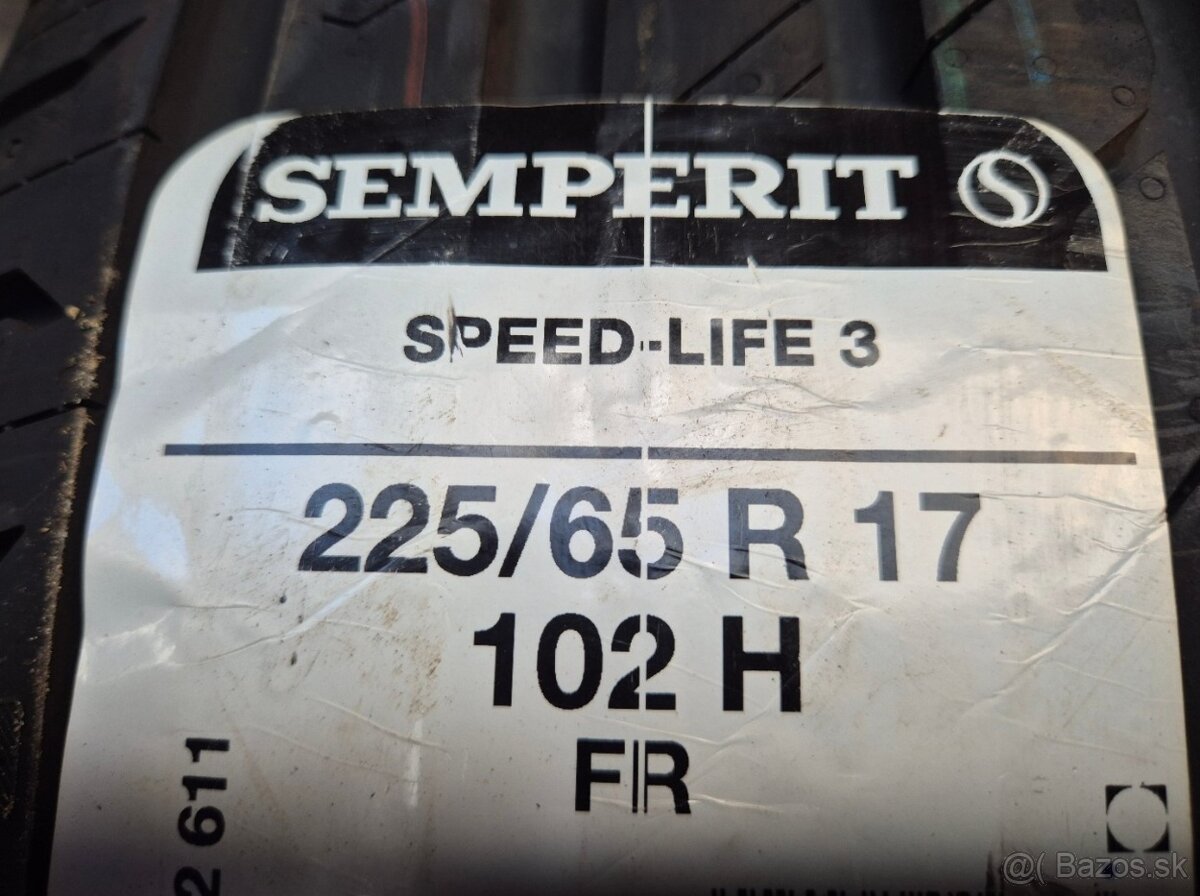 SEMPERIT
SPEED-LIFE 3
225/65 R 17
102 H
FR
2 611
@( Bazos.sk